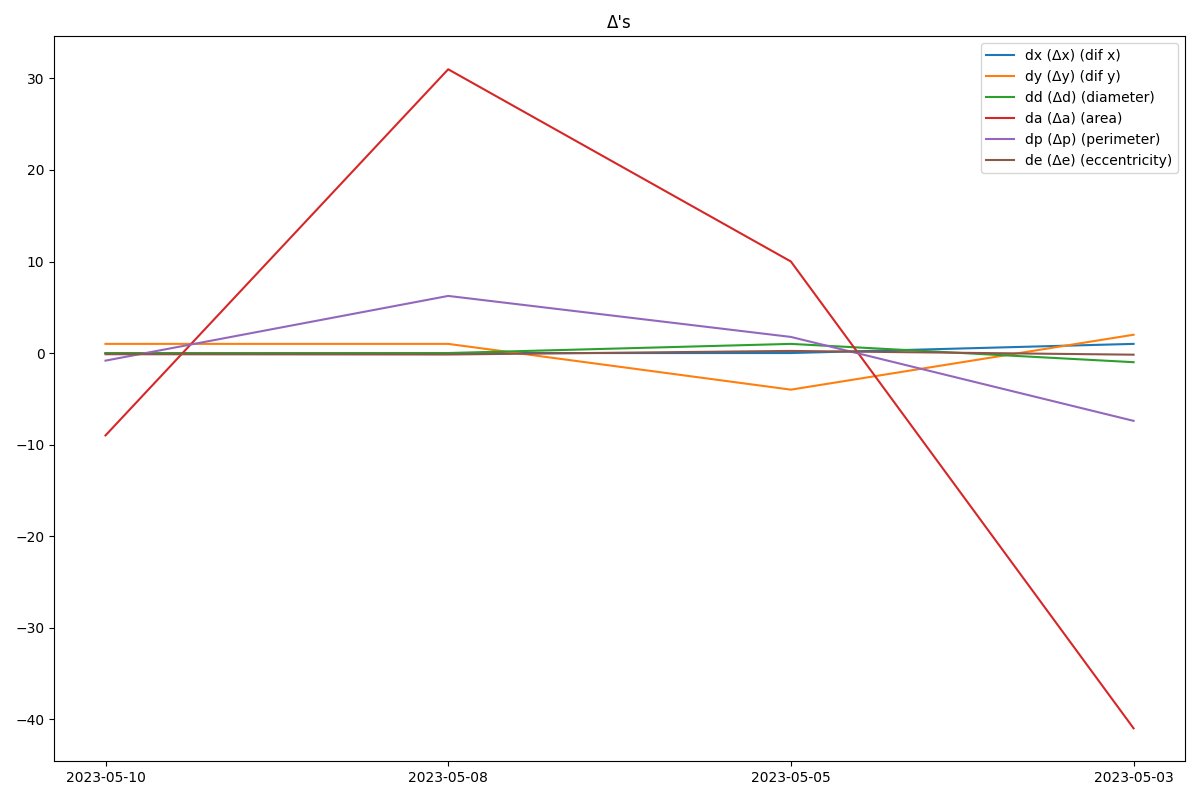 Δ's
dx (Δx) (dif x)
dy (Δy) (dif y)
dd (Δd) (diameter)
da (Δa) (area)
dp (Δp) (perimeter)
de (Δe) (eccentricity)
30
20
10
0
−10
−20
−30
−40
2023-05-10 2023-05-08 2023-05-05 2023-05-03